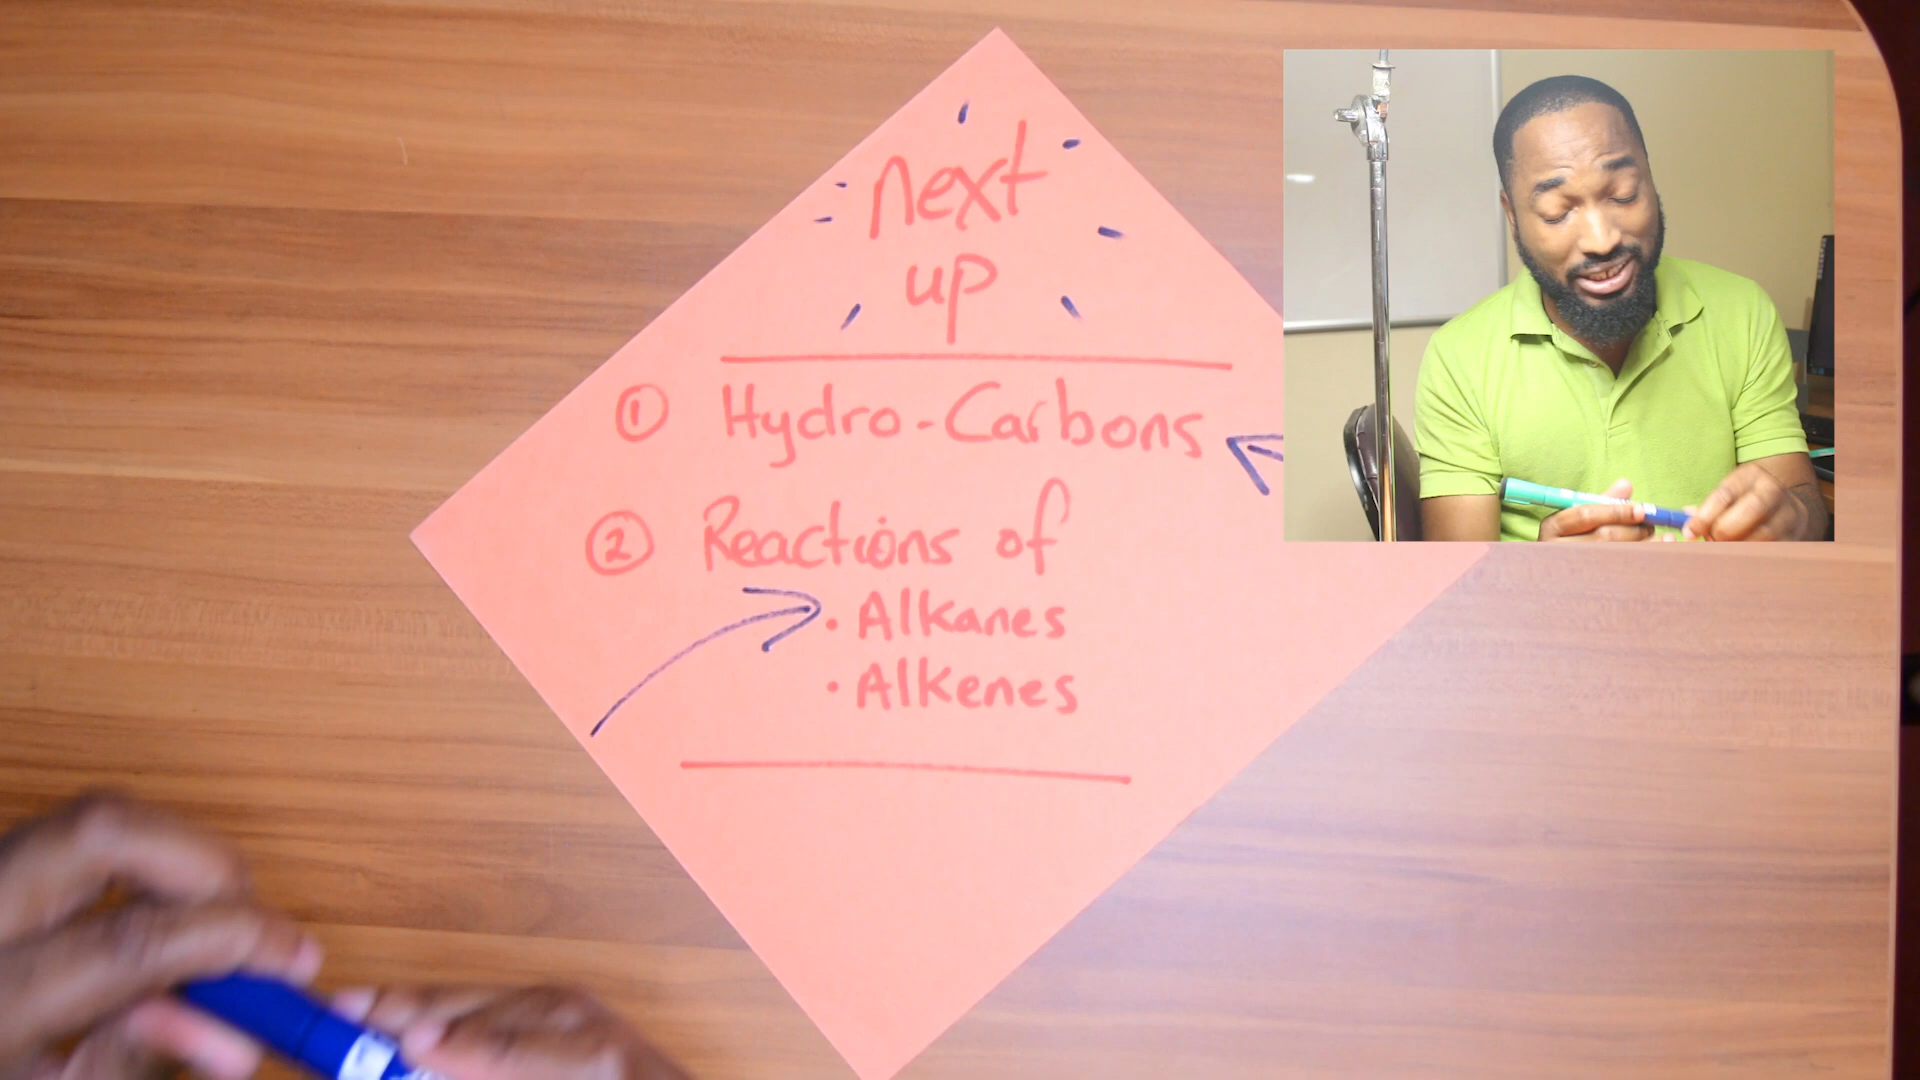 next
up
① Hydro-Carbons
② Reactions of
• Alkanes
• Alkenes